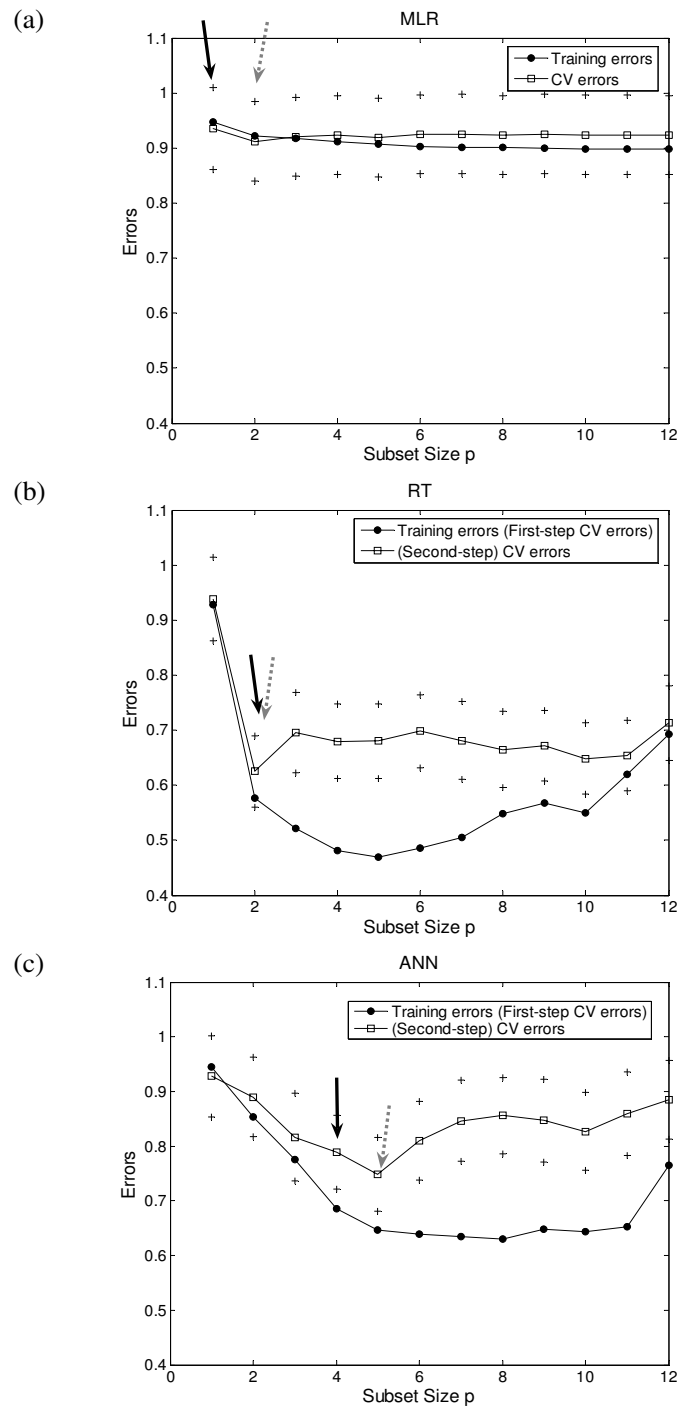 (a)
MLR
1.1
1
0.9
0.8
0.7
0.6
0.5
0.4
Errors
Training errors
CV errors
0 2 4 6 8 10 12
Subset Size p
(b)
RT
1.1
1
0.9
0.8
0.7
0.6
0.5
0.4
Errors
Training errors (First-step CV errors)
(Second-step) CV errors
0 2 4 6 8 10 12
Subset Size p
(c)
ANN
1.1
1
0.9
0.8
0.7
0.6
0.5
0.4
Errors
Training errors (First-step CV errors)
(Second-step) CV errors
0 2 4 6 8 10 12
Subset Size p